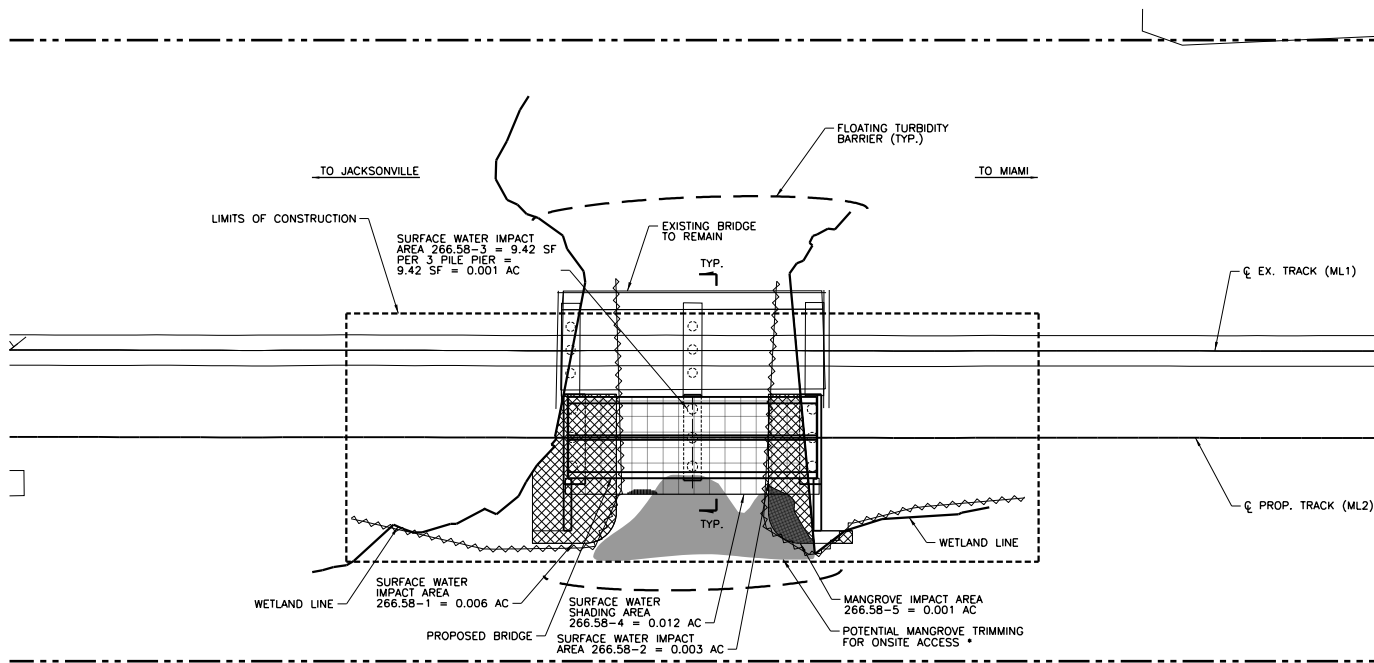 FLOATING TURBIDITY
BARRIER (TYP.)
TO JACKSONVILLE
TO MIAMI
LIMITS OF CONSTRUCTION
SURFACE WATER IMPACT
AREA 266.58-3 = 9.42 SF
PER 3 PILE PIER =
9.42 SF = 0.001 AC
EXISTING BRIDGE
TO REMAIN
TYP.
℄ EX. TRACK (ML1)
℄ PROP. TRACK (ML2)
TYP.
WETLAND LINE
WETLAND LINE
SURFACE WATER
IMPACT AREA
266.58-1 = 0.006 AC
PROPOSED BRIDGE
SURFACE WATER
SHADING AREA
266.58-4 = 0.012 AC
SURFACE WATER IMPACT
AREA 266.58-2 = 0.003 AC
MANGROVE IMPACT AREA
266.58-5 = 0.001 AC
POTENTIAL MANGROVE TRIMMING
FOR ONSITE ACCESS *